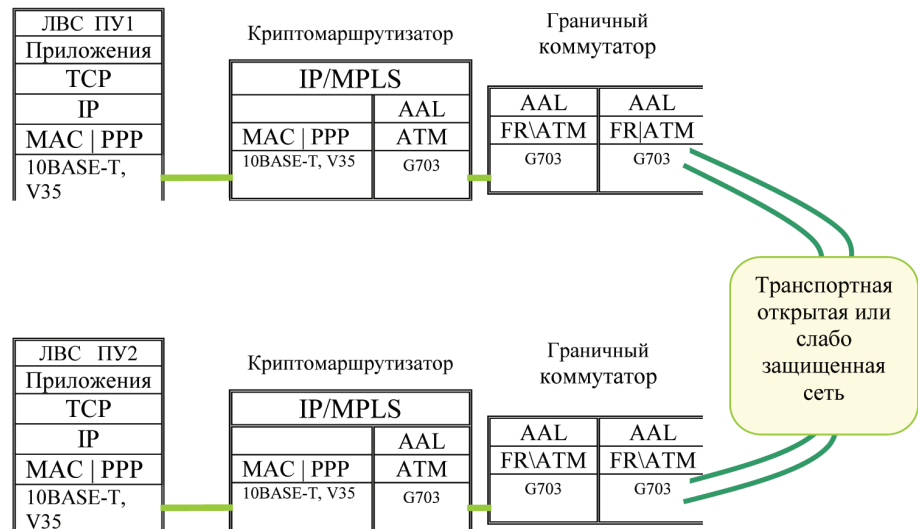 ЛВС ПУ1
Приложения
TCP
IP
MAC | PPP
10BASE-T,
V35
Криптомаршрутизатор
IP/MPLS
AAL
MAC | PPP
ATM
10BASE-T, V35
G703
Граничный
коммутатор
AAL
AAL
FR\ATM
FR|ATM
G703
G703
Транспортная
открытая или
слабо
защищенная
сеть
ЛВС ПУ2
Приложения
TCP
IP
MAC | PPP
10BASE-T,
V35
Криптомаршрутизатор
IP/MPLS
AAL
MAC | PPP
ATM
10BASE-T, V35
G703
Граничный
коммутатор
AAL
AAL
FR\ATM
FR\ATM
G703
G703